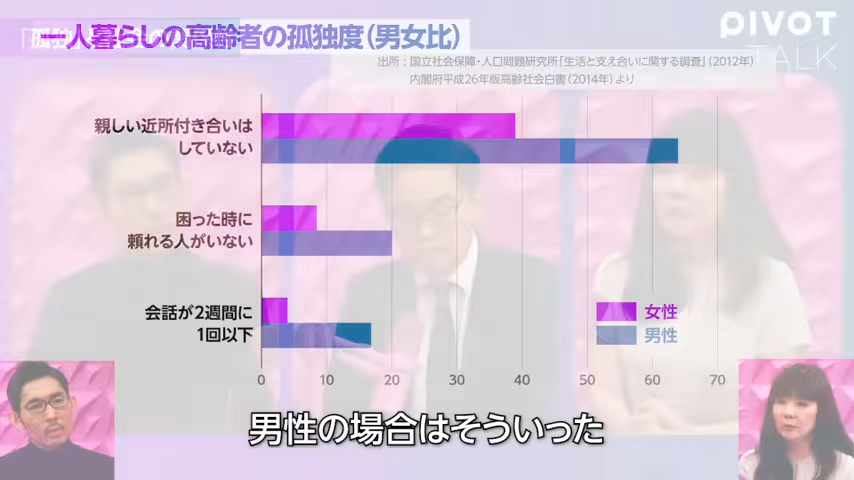 一人暮らしの高齢者の孤独度(男女比)
PIVOT
TALK
出所:国立社会保障・人口問題研究所「生活と支え合いに関する調査」(2012年)
内閣府平成26年版高齢社会白書(2014年)より
親しい近所付き合いは
していない
困った時に
頼れる人がいない
会話が2週間に
1回以下
女性
男性
0 10 20 30 40 50 60 70
男性の場合はそういった